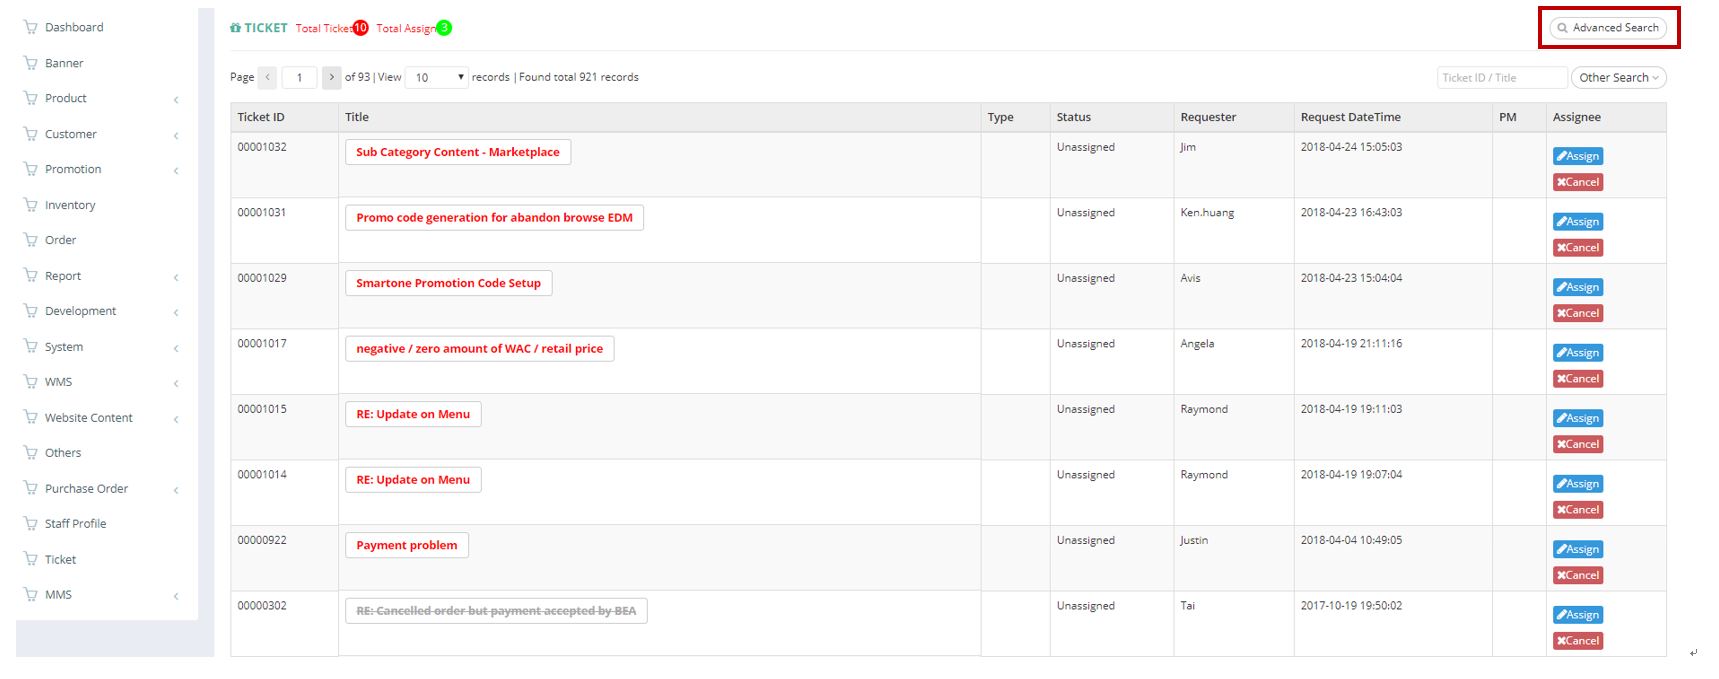 Dashboard
Banner
Product
Customer
Promotion
Inventory
Order
Report
Development
System
WMS
Website Content
Others
Purchase Order
Staff Profile
Ticket
MMS
TICKET Total Ticket 10 Total Assign 3
Advanced Search
Page < 1 > of 93 | View 10 records | Found total 921 records
Ticket ID / Title Other Search
Ticket ID Title Type Status Requester Request DateTime PM Assignee
00001032 Sub Category Content - Marketplace Unassigned Jim 2018-04-24 15:05:03 Assign
Cancel
00001031 Promo code generation for abandon browse EDM Unassigned Ken.huang 2018-04-23 16:43:03 Assign
Cancel
00001029 Smartone Promotion Code Setup Unassigned Avis 2018-04-23 15:04:04 Assign
Cancel
00001017 negative / zero amount of WAC / retail price Unassigned Angela 2018-04-19 21:11:16 Assign
Cancel
00001015 RE: Update on Menu Unassigned Raymond 2018-04-19 19:11:03 Assign
Cancel
00001014 RE: Update on Menu Unassigned Raymond 2018-04-19 19:07:04 Assign
Cancel
00000922 Payment problem Unassigned Justin 2018-04-04 10:49:05 Assign
Cancel
00000302 RE: Cancelled order but payment accepted by BEA Unassigned Tai 2017-10-19 19:50:02 Assign
Cancel